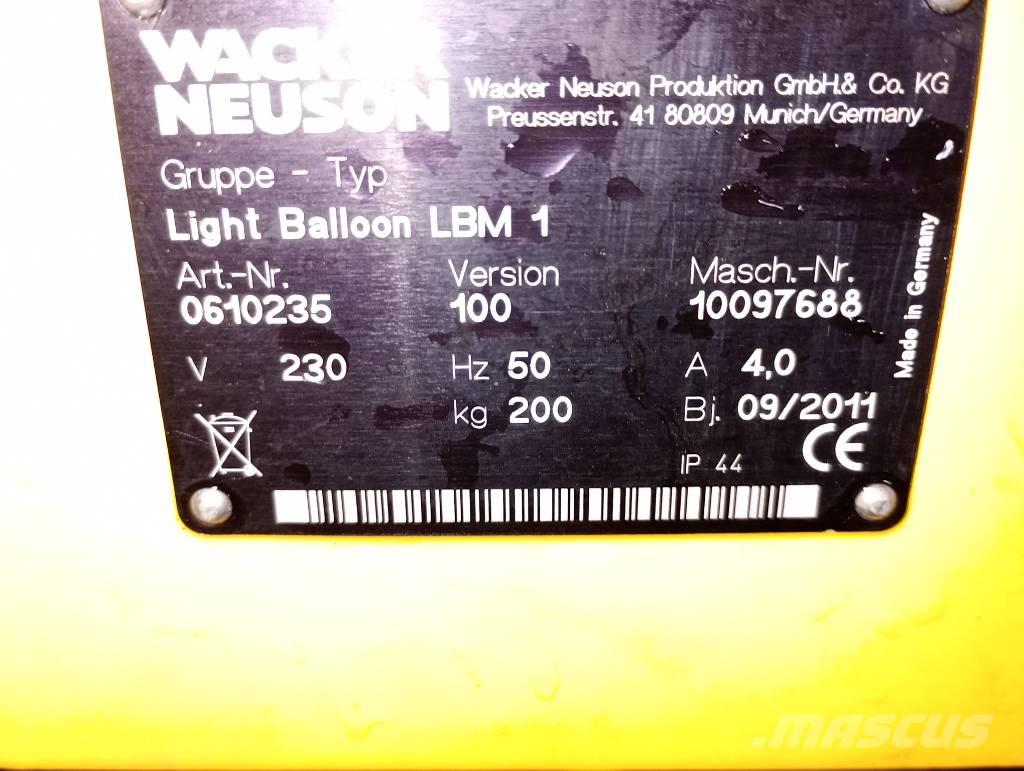 WACKER
NEUSON
Wacker Neuson Produktion GmbH.& Co. KG
Preussenstr. 41 80809 Munich/Germany
Gruppe - Typ
Light Balloon LBM 1
Art.-Nr. Version Masch.-Nr.
0610235 100 10097688
V 230 Hz 50 A 4,0
kg 200 Bj. 09/2011
IP 44 CE
Made in Germany
.mascus